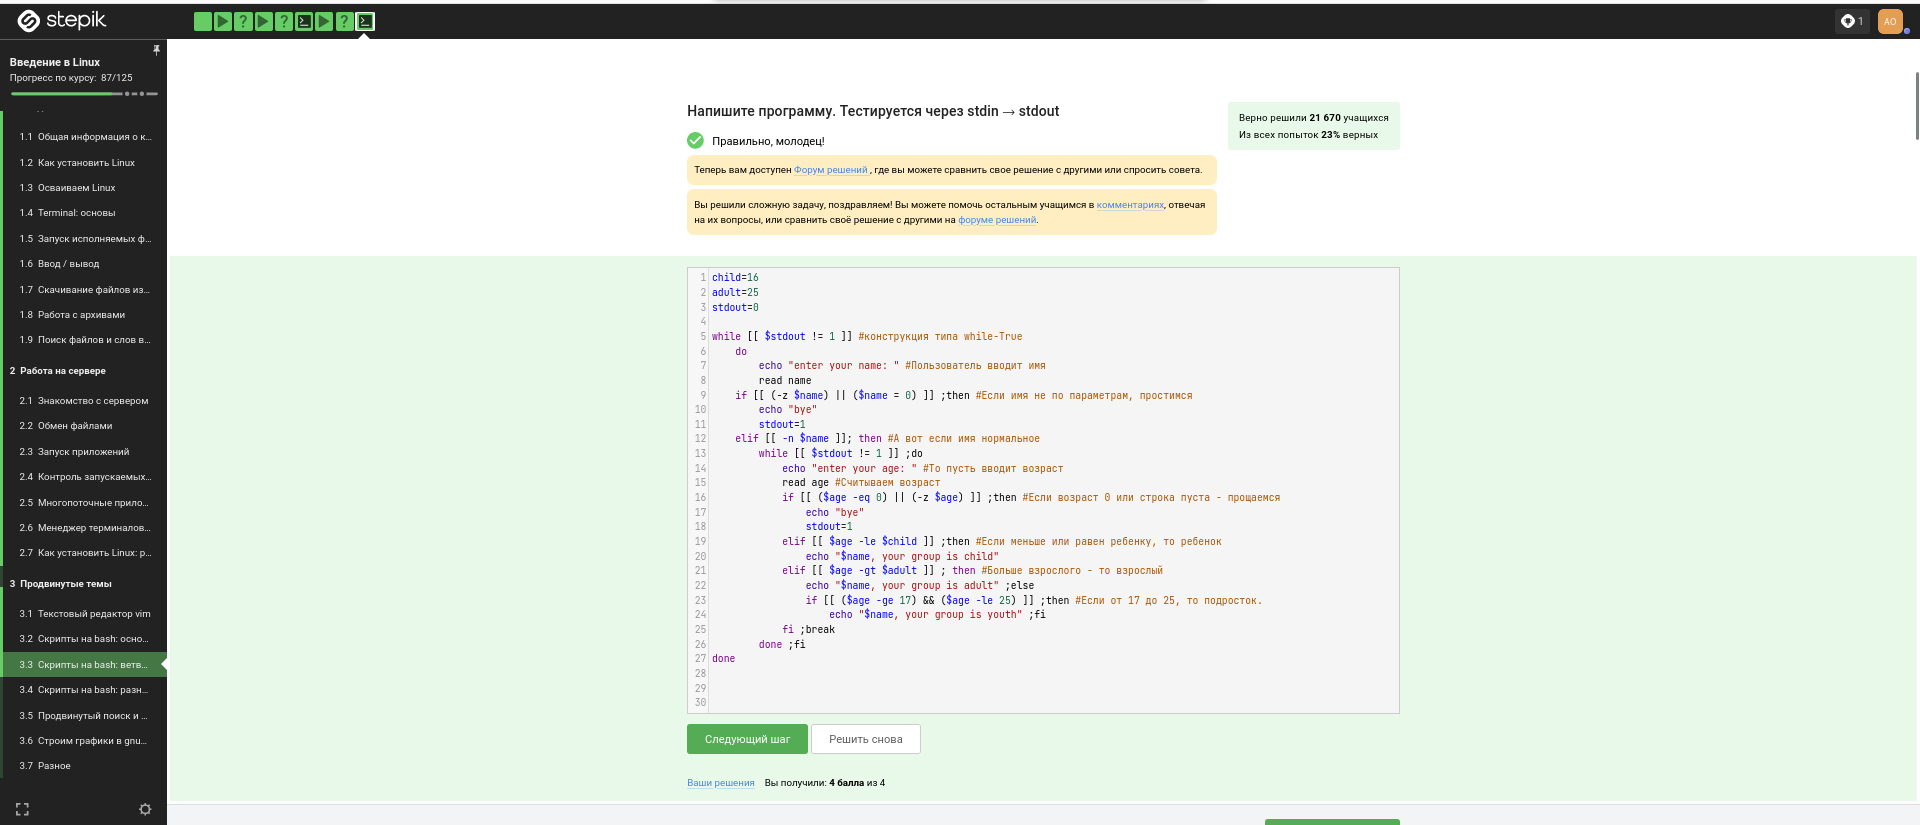 stepik
? ? ?
1
AO
Введение в Linux
Прогресс по курсу: 87/125
1.1 Общая информация о к...
1.2 Как установить Linux
1.3 Осваиваем Linux
1.4 Terminal: основы
1.5 Запуск исполняемых ф...
1.6 Ввод / вывод
1.7 Скачивание файлов из...
1.8 Работа с архивами
1.9 Поиск файлов и слов в...
2 Работа на сервере
2.1 Знакомство с сервером
2.2 Обмен файлами
2.3 Запуск приложений
2.4 Контроль запускаемых...
2.5 Многопоточные прило...
2.6 Менеджер терминалов...
2.7 Как установить Linux: р...
3 Продвинутые темы
3.1 Текстовый редактор vim
3.2 Скрипты на bash: осно...
3.3 Скрипты на bash: ветв...
3.4 Скрипты на bash: разн...
3.5 Продвинутый поиск и ...
3.6 Строим графики в gnu...
3.7 Разное
Напишите программу. Тестируется через stdin → stdout
Правильно, молодец!
Верно решили 21 670 учащихся
Из всех попыток 23% верных
Теперь вам доступен Форум решений , где вы можете сравнить свое решение с другими или спросить совета.
Вы решили сложную задачу, поздравляем! Вы можете помочь остальным учащимся в комментариях, отвечая
на их вопросы, или сравнить своё решение с другими на форуме решений.
1 child=16
2 adult=25
3 stdout=0
4
5 while [[ $stdout != 1 ]] #конструкция типа while-True
6     do
7         echo "enter your name: " #Пользователь вводит имя
8         read name
9     if [[ (-z $name) || ($name = 0) ]] ;then #Если имя не по параметрам, простимся
10         echo "bye"
11         stdout=1
12     elif [[ -n $name ]]; then #А вот если имя нормальное
13         while [[ $stdout != 1 ]] ;do
14             echo "enter your age: " #То пусть вводит возраст
15             read age #Считываем возраст
16             if [[ ($age -eq 0) || (-z $age) ]] ;then #Если возраст 0 или строка пуста - прощаемся
17                 echo "bye"
18                 stdout=1
19             elif [[ $age -le $child ]] ;then #Если меньше или равен ребенку, то ребенок
20                 echo "$name, your group is child"
21             elif [[ $age -gt $adult ]] ; then #Больше взрослого - то взрослый
22                 echo "$name, your group is adult" ;else
23                 if [[ ($age -ge 17) && ($age -le 25) ]] ;then #Если от 17 до 25, то подросток.
24                     echo "$name, your group is youth" ;fi
25             fi ;break
26         done ;fi
27 done
28
29
30
Следующий шаг
Решить снова
Ваши решения Вы получили: 4 балла из 4